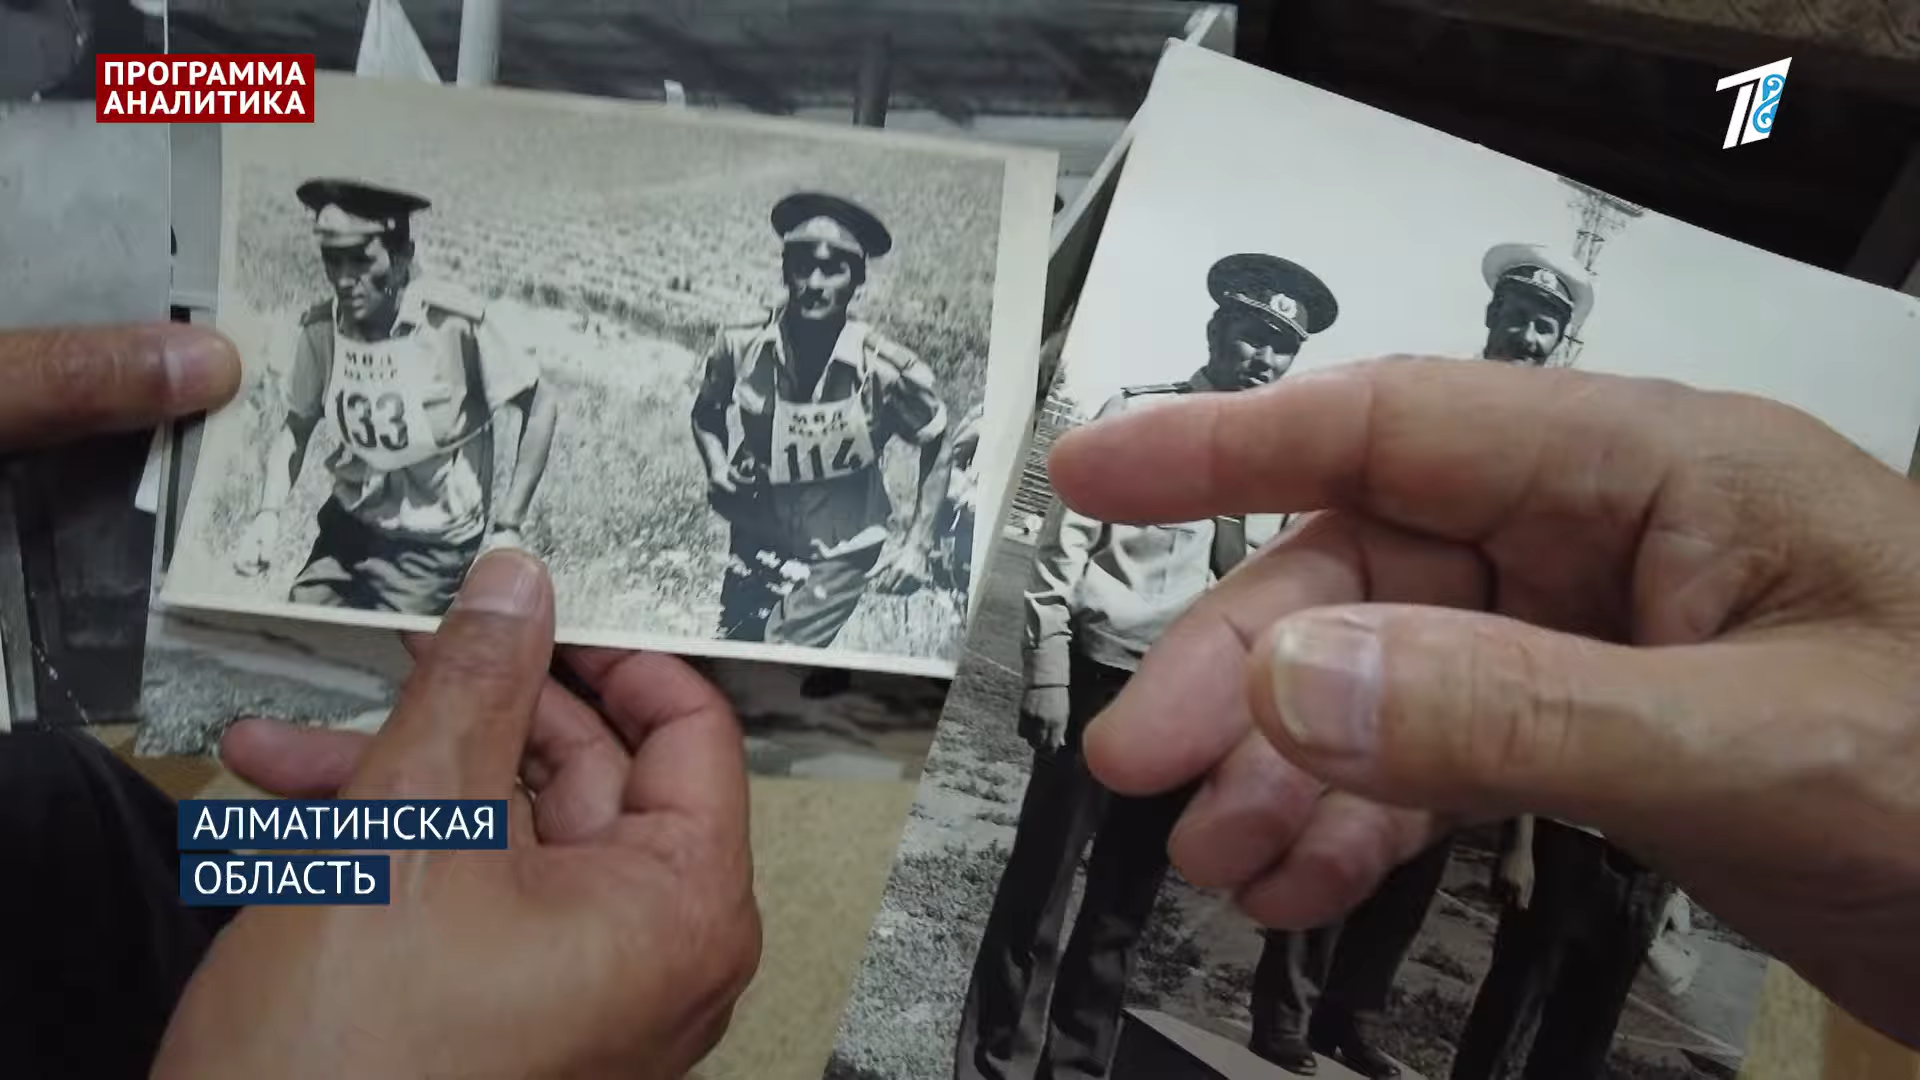 ПРОГРАММА
АНАЛИТИКА
МВД
133
МВД
114
АЛМАТИНСКАЯ
ОБЛАСТЬ